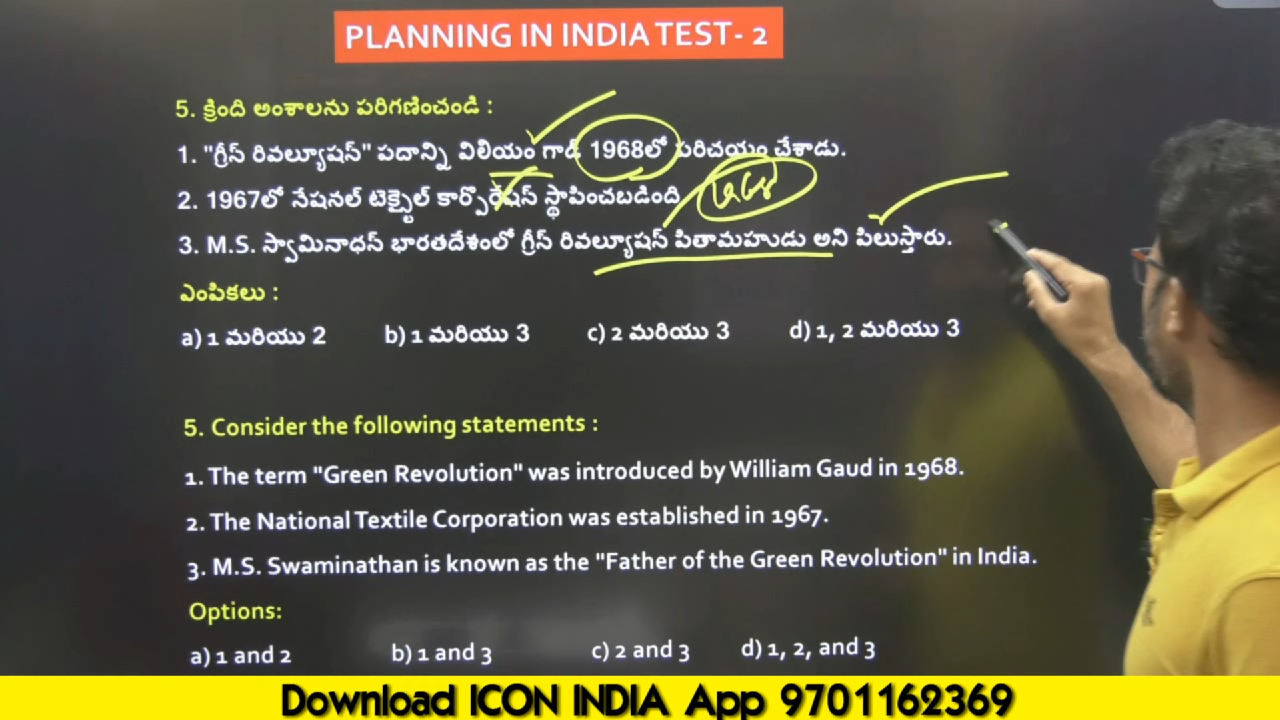 PLANNING IN INDIA TEST- 2
5. క్రింది అంశాలను పరిగణించండి :
1. "గ్రీన్ రివల్యూషన్" పదాన్ని విలియం గాడ్ 1968లో పరిచయం చేశాడు.
2. 1967లో నేషనల్ టెక్స్టైల్ కార్పొరేషన్ స్థాపించబడింది
3. M.S. స్వామినాథన్ భారతదేశంలో గ్రీన్ రివల్యూషన్ పితామహుడు అని పిలుస్తారు.
ఎంపికలు :
a) 1 మరియు 2 b) 1 మరియు 3 c) 2 మరియు 3 d) 1, 2 మరియు 3
5. Consider the following statements :
1. The term "Green Revolution" was introduced by William Gaud in 1968.
2. The National Textile Corporation was established in 1967.
3. M.S. Swaminathan is known as the "Father of the Green Revolution" in India.
Options:
a) 1 and 2 b) 1 and 3 c) 2 and 3 d) 1, 2, and 3
Download ICON INDIA App 9701162369